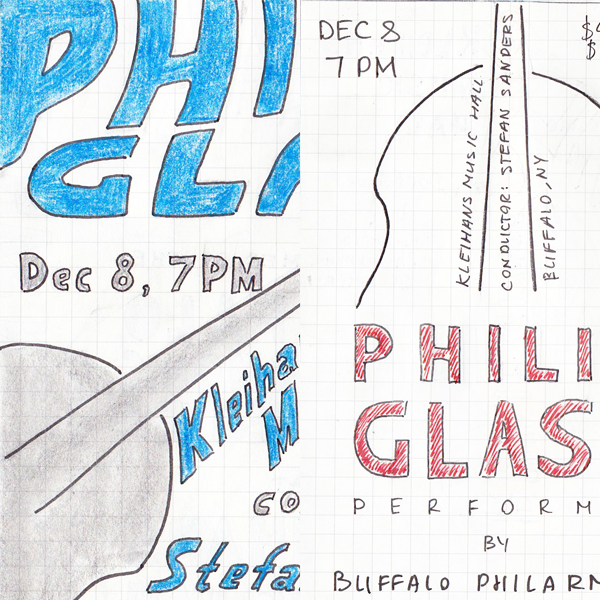 PHI
GLA
Dec 8, 7PM
Kleiha
M
co
Stefa
DEC 8
7 PM
$
$
KLEIHANS MUSIC HALL
CONDUCTOR: STEFAN SANDERS
BUFFALO, NY
PHILI
GLAS
PERFORM
BY
BUFFALO PHILARM